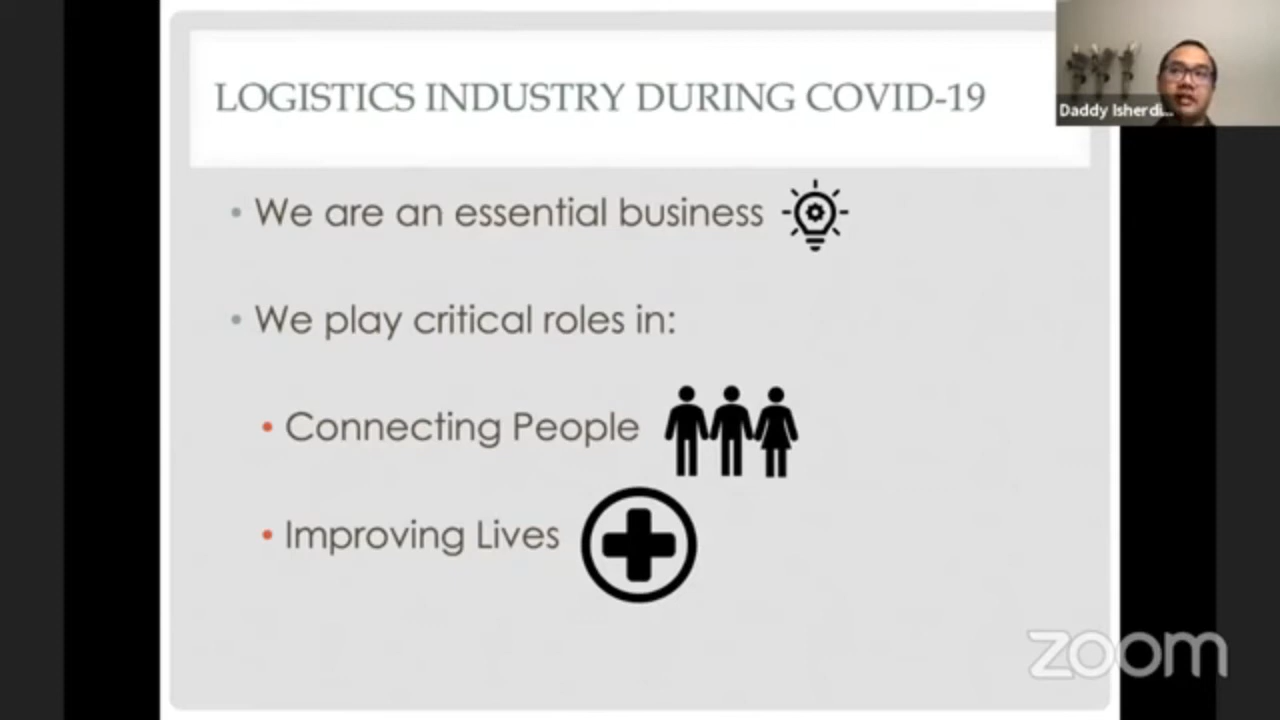 LOGISTICS INDUSTRY DURING COVID-19
Daddy Isherdi...
• We are an essential business
• We play critical roles in:
• Connecting People
• Improving Lives
zoom